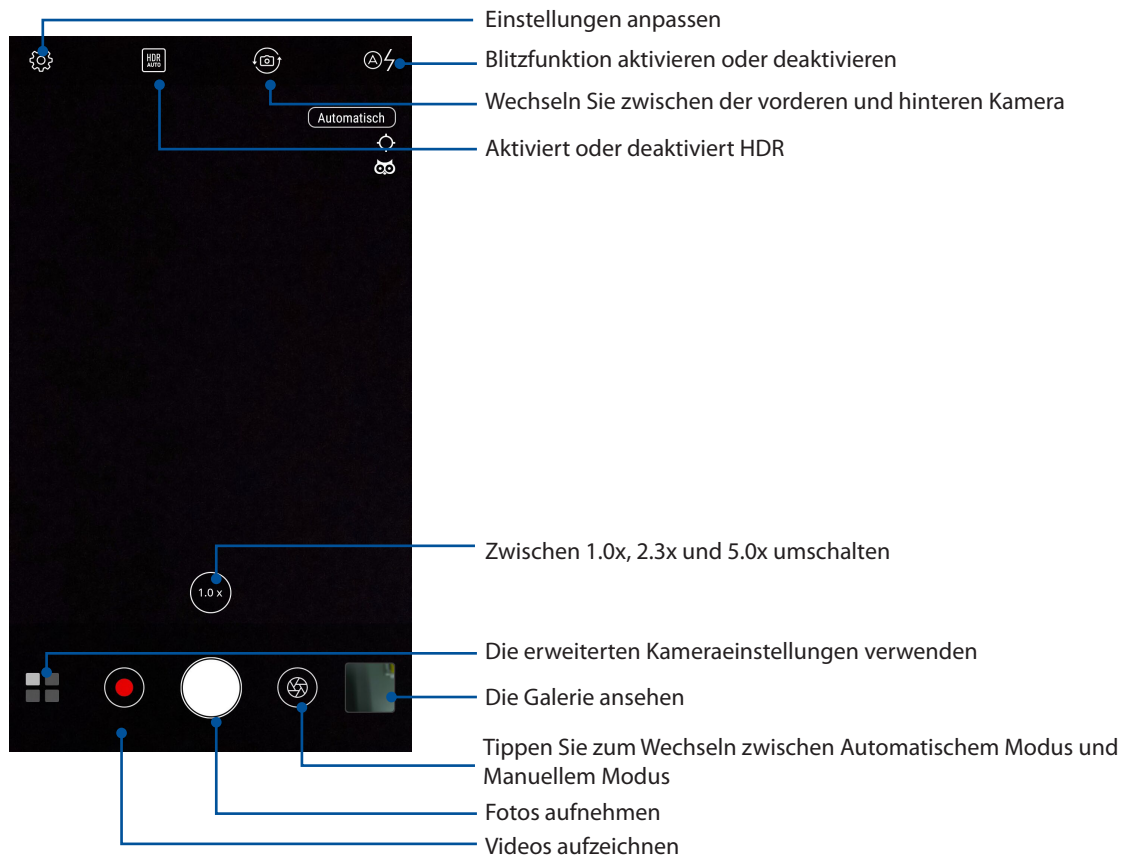 Einstellungen anpassen
Blitzfunktion aktivieren oder deaktivieren
HDR
AUTO
A
Wechseln Sie zwischen der vorderen und hinteren Kamera
Automatisch
Aktiviert oder deaktiviert HDR
Zwischen 1.0x, 2.3x und 5.0x umschalten
1.0 x
Die erweiterten Kameraeinstellungen verwenden
Die Galerie ansehen
Tippen Sie zum Wechseln zwischen Automatischem Modus und
Manuellem Modus
Fotos aufnehmen
Videos aufzeichnen